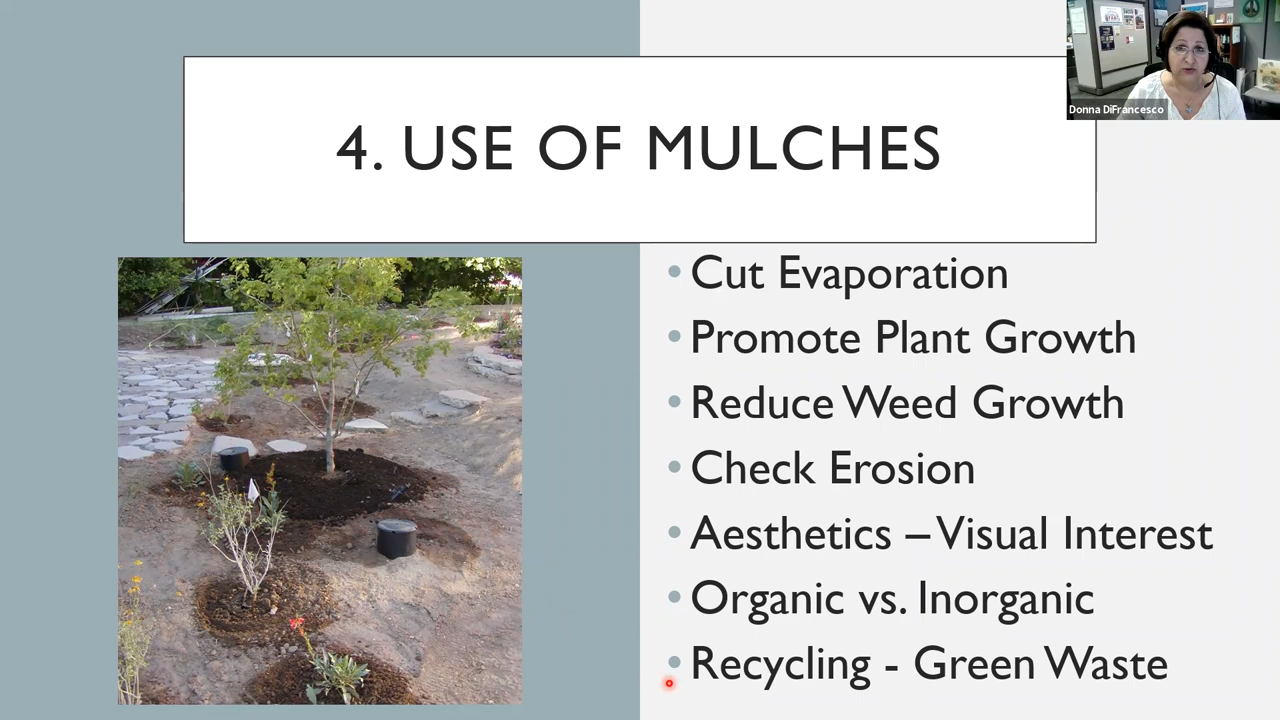 Donna DiFrancesco
4. USE OF MULCHES
• Cut Evaporation
• Promote Plant Growth
• Reduce Weed Growth
• Check Erosion
• Aesthetics – Visual Interest
• Organic vs. Inorganic
• Recycling - Green Waste